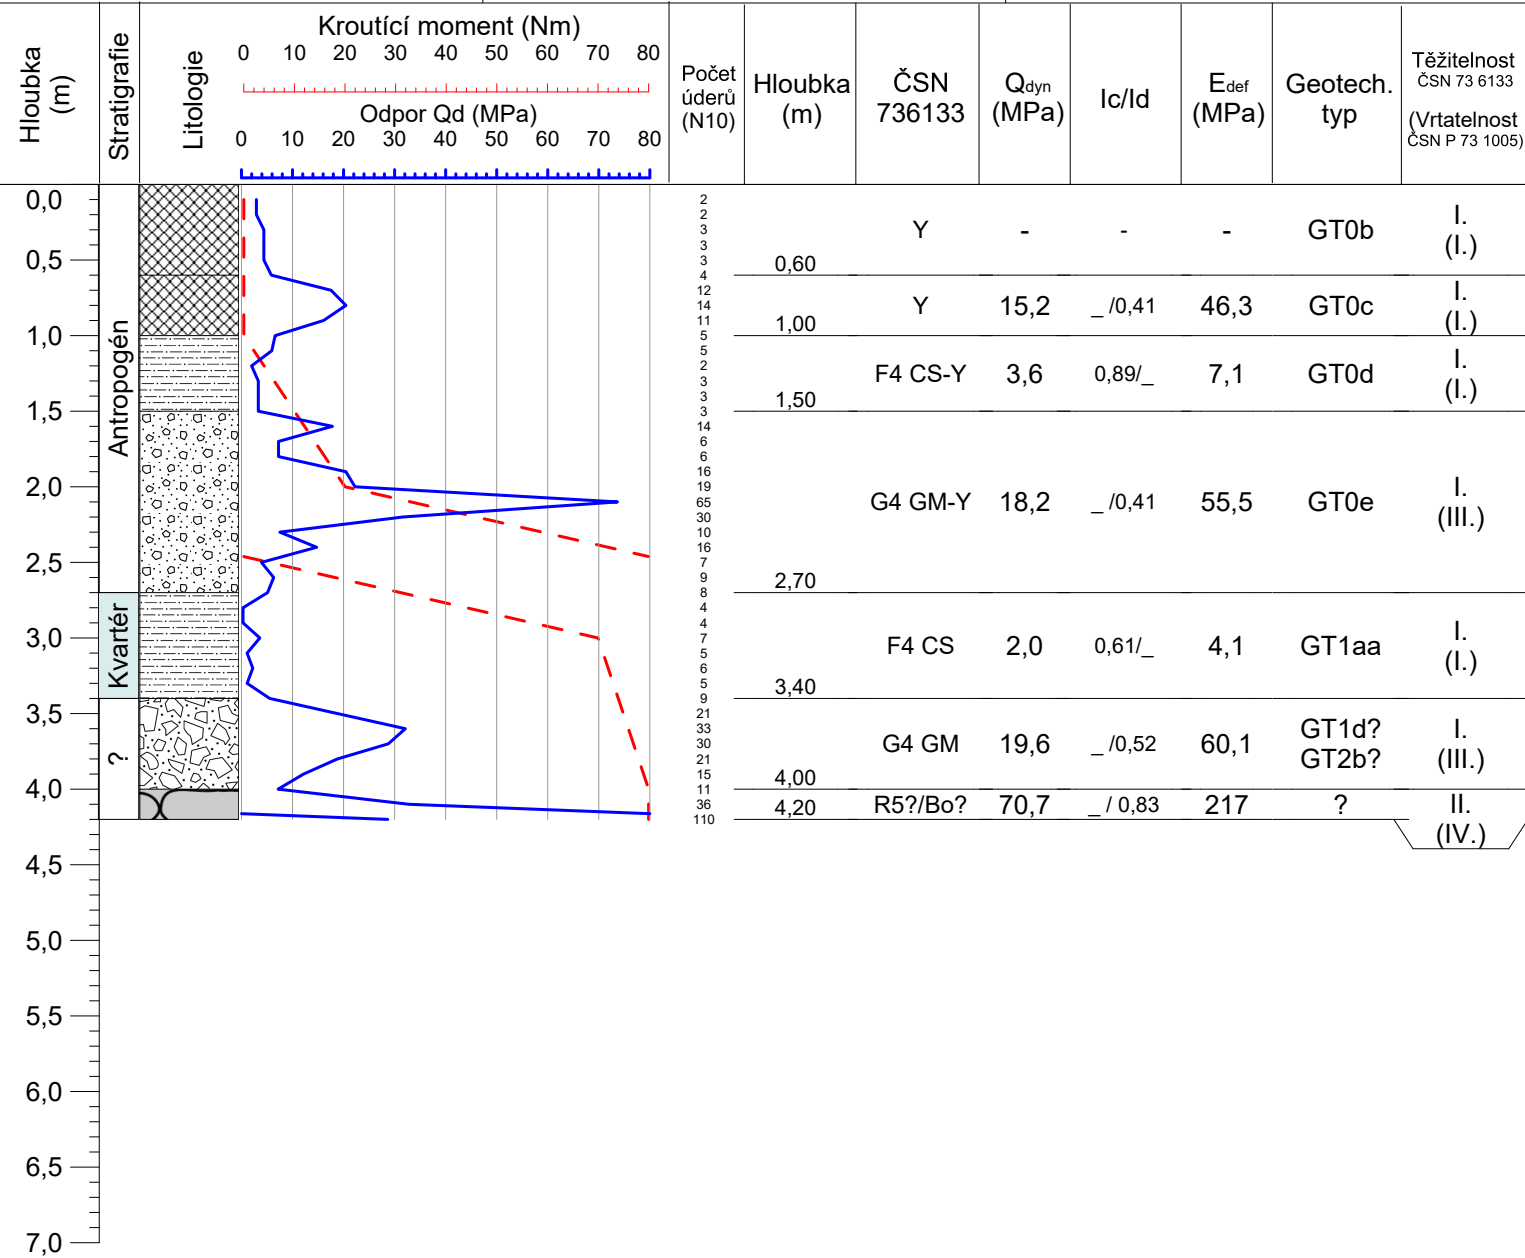 Hloubka
(m)
Stratigrafie
Litologie
Kroutící moment (Nm)
0 10 20 30 40 50 60 70 80
Odpor Qd (MPa)
0 10 20 30 40 50 60 70 80
Počet
úderů
(N10)
Hloubka
(m)
ČSN
736133
Qdyn
(MPa)
Ic/Id
Edef
(MPa)
Geotech.
typ
Těžitelnost
ČSN 73 6133
(Vrtatelnost
ČSN P 73 1005)
0,0
0,5
1,0
1,5
2,0
2,5
3,0
3,5
4,0
4,5
5,0
5,5
6,0
6,5
7,0
Antropogén
Kvartér
?
2
2
3
3
3
4
12
14
11
5
5
2
3
3
3
14
6
6
16
19
65
30
10
16
7
9
8
4
4
7
5
6
5
9
21
33
30
21
15
11
36
110
0,60 Y - - - GT0b I.
(I.)
1,00 Y 15,2 _ /0,41 46,3 GT0c I.
(I.)
1,50 F4 CS-Y 3,6 0,89/_ 7,1 GT0d I.
(I.)
2,70 G4 GM-Y 18,2 _ /0,41 55,5 GT0e I.
(III.)
3,40 F4 CS 2,0 0,61/_ 4,1 GT1aa I.
(I.)
4,00 G4 GM 19,6 _ /0,52 60,1 GT1d?
GT2b? I.
(III.)
4,20 R5?/Bo? 70,7 _ / 0,83 217 ? II.
(IV.)